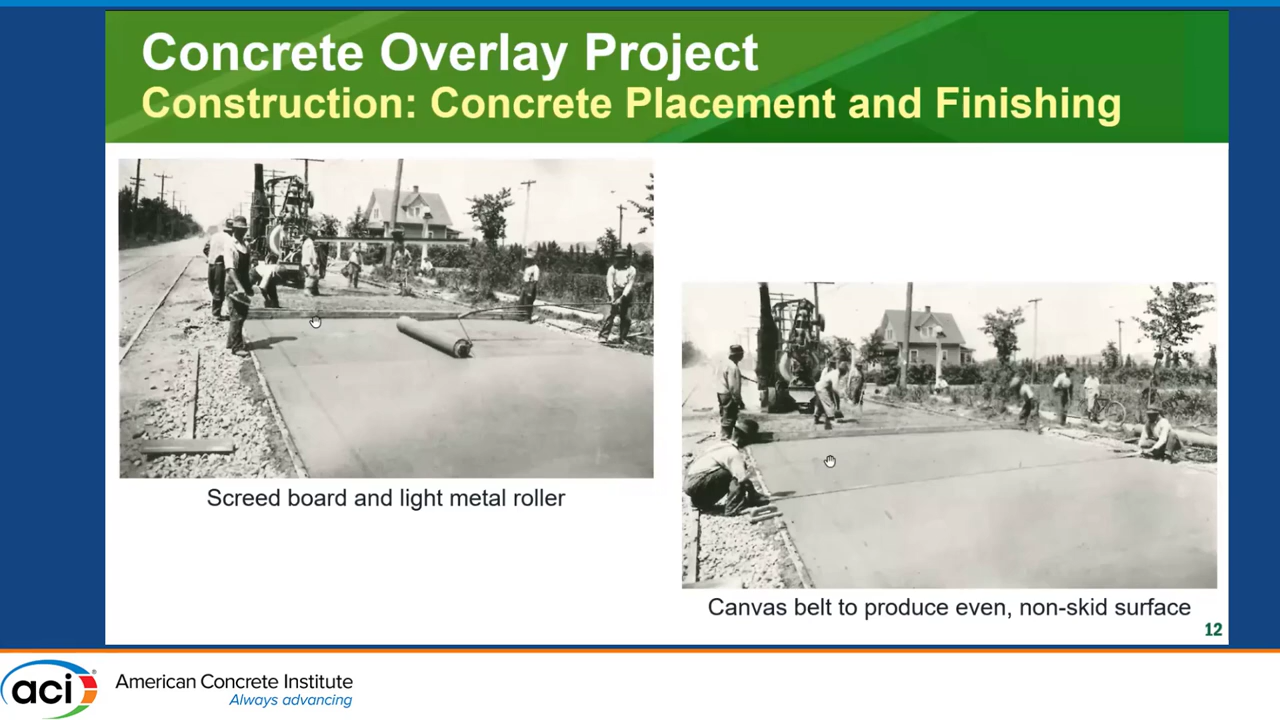 Concrete Overlay Project
Construction: Concrete Placement and Finishing
Screed board and light metal roller
Canvas belt to produce even, non-skid surface
12
aci
American Concrete Institute
Always advancing